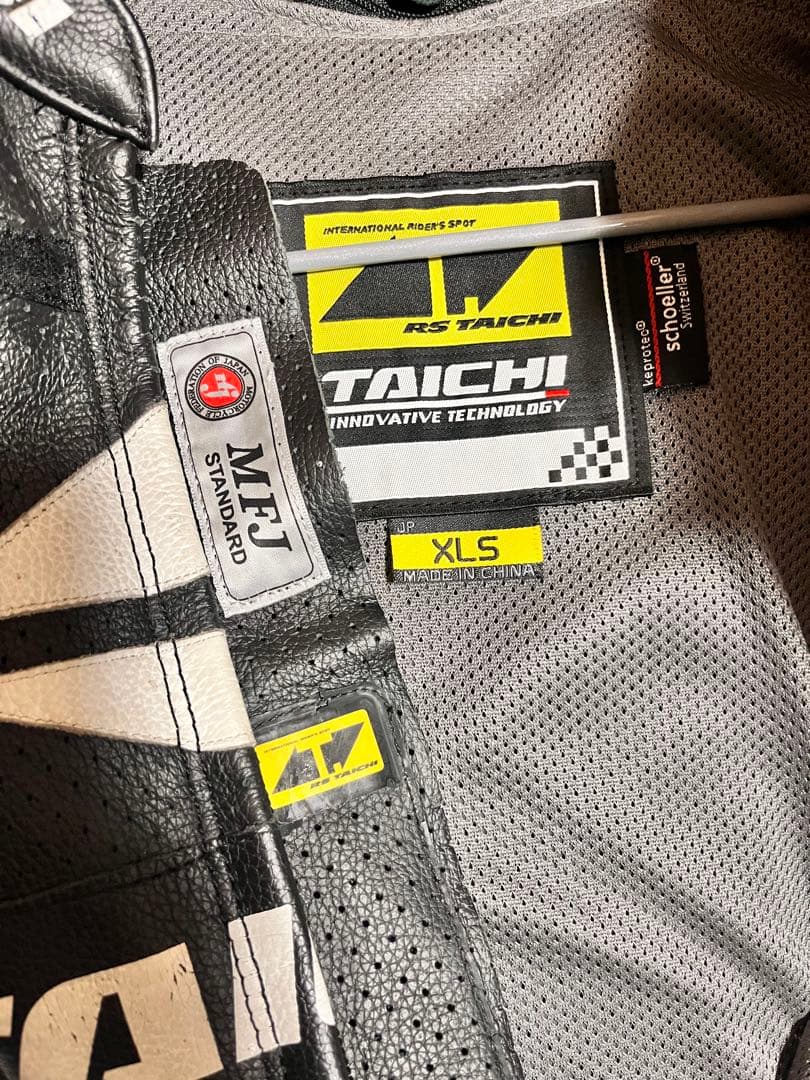 INTERNATIONAL RIDER'S SPOT
RS TAICHI
TAICHI
INNOVATIVE TECHNOLOGY
keprotec®
schoeller®
Switzerland
MOTORCYCLE FEDERATION OF JAPAN
MFJ
STANDARD
JP
XLS
MADE IN CHINA
INTERNATIONAL RIDER'S SPOT
RS TAICHI